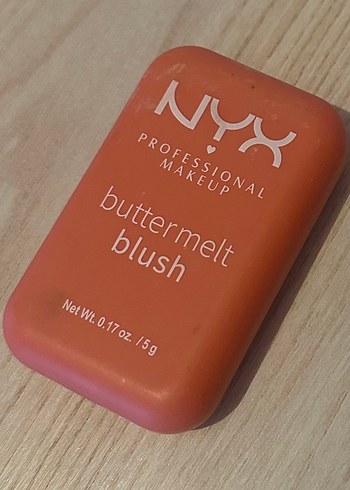 NYX
PROFESSIONAL
MAKEUP
buttermelt
blush
Net Wt. 0.17 oz. / 5g